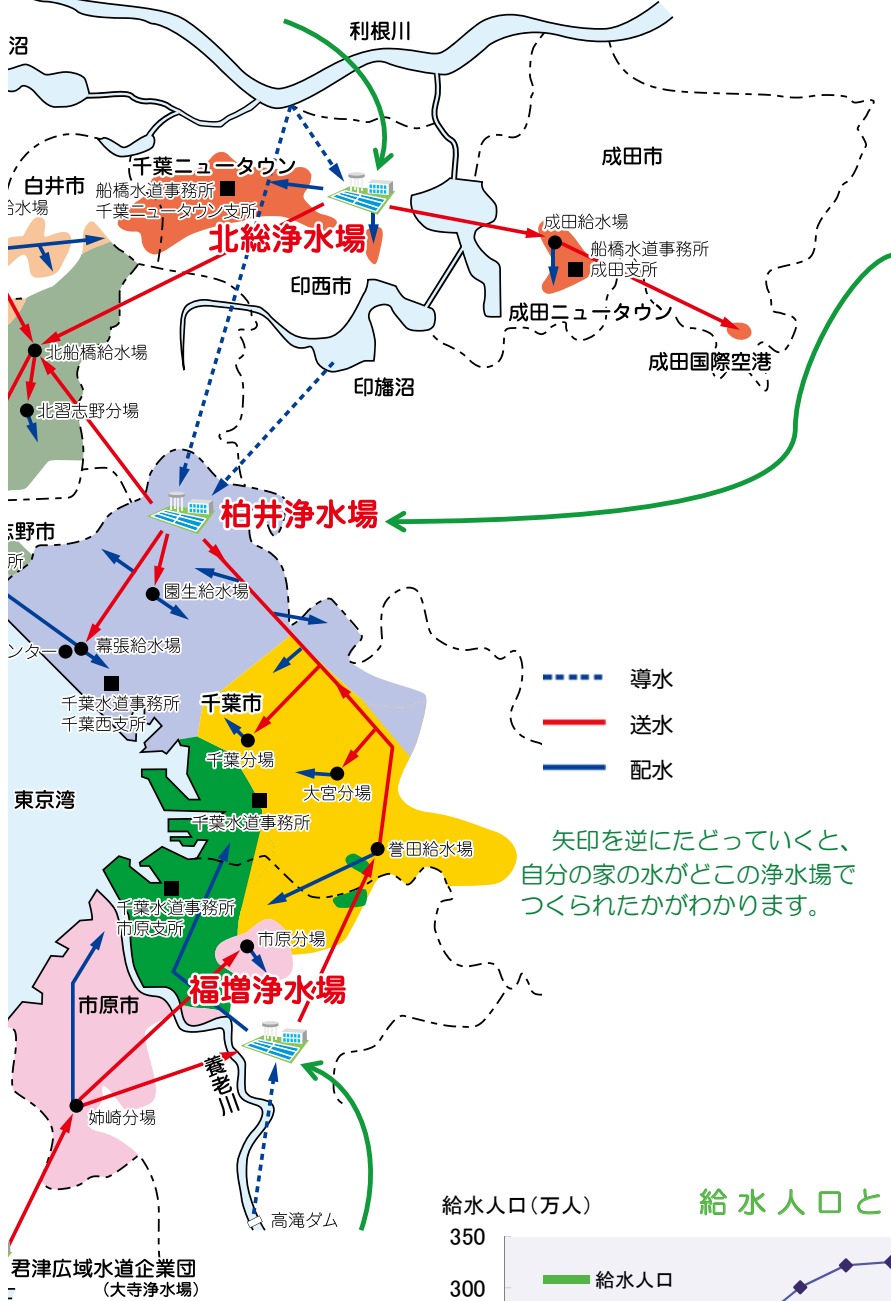 利根川
沼
成田市
千葉ニュータウン
白井市
船橋水道事務所
千葉ニュータウン支所
給水場
成田給水場
北総浄水場
船橋水道事務所
成田支所
印西市
成田ニュータウン
北船橋給水場
成田国際空港
印旛沼
北習志野分場
柏井浄水場
志野市
所
園生給水場
ンター
幕張給水場
導水
千葉水道事務所
千葉西支所
千葉市
送水
千葉分場
配水
東京湾
大宮分場
千葉水道事務所
誉田給水場
矢印を逆にたどっていくと、
自分の家の水がどこの浄水場で
つくられたかがわかります。
千葉水道事務所
市原支所
市原分場
福増浄水場
市原市
養老川
姉崎分場
高滝ダム
給水人口(万人)
給水人口と
350
君津広域水道企業団
(大寺浄水場)
給水人口
300